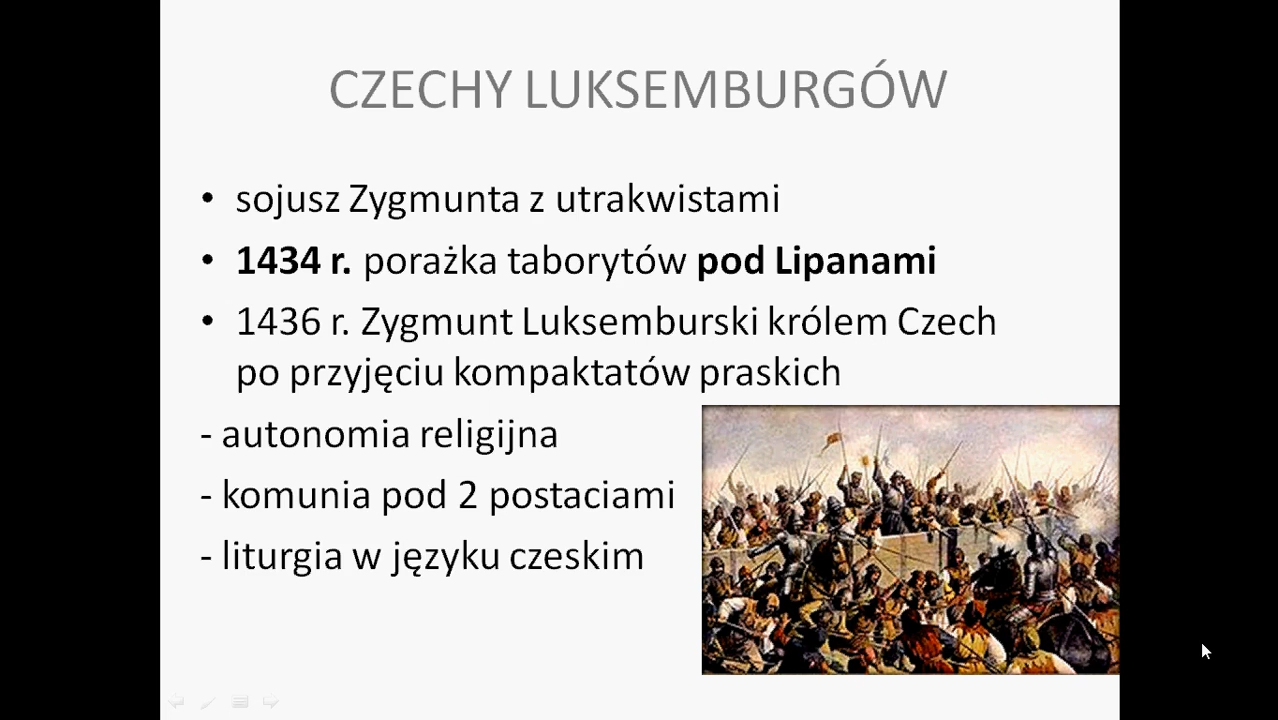 CZECHY LUKSEMBURGÓW
• sojusz Zygmunta z utrakwistami
• 1434 r. porażka taborytów pod Lipanami
• 1436 r. Zygmunt Luksemburski królem Czech
po przyjęciu kompaktatów praskich
- autonomia religijna
- komunia pod 2 postaciami
- liturgia w języku czeskim